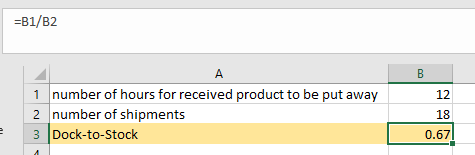 =B1/B2
A B
1 number of hours for received product to be put away 12
2 number of shipments 18
3 Dock-to-Stock 0.67